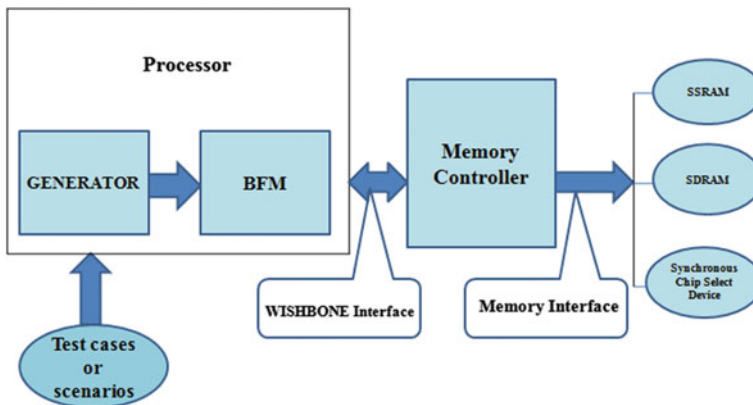 Processor
GENERATOR
BFM
Memory
Controller
SSRAM
SDRAM
Synchronous
Chip Select
Device
WISHBONE Interface
Memory Interface
Test cases
or
scenarios